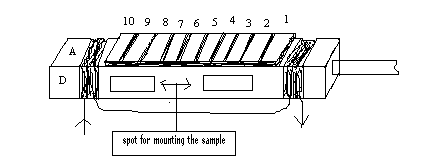 10 9 8 7 6 5 4 3 2 1
A
D
spot for mounting the sample